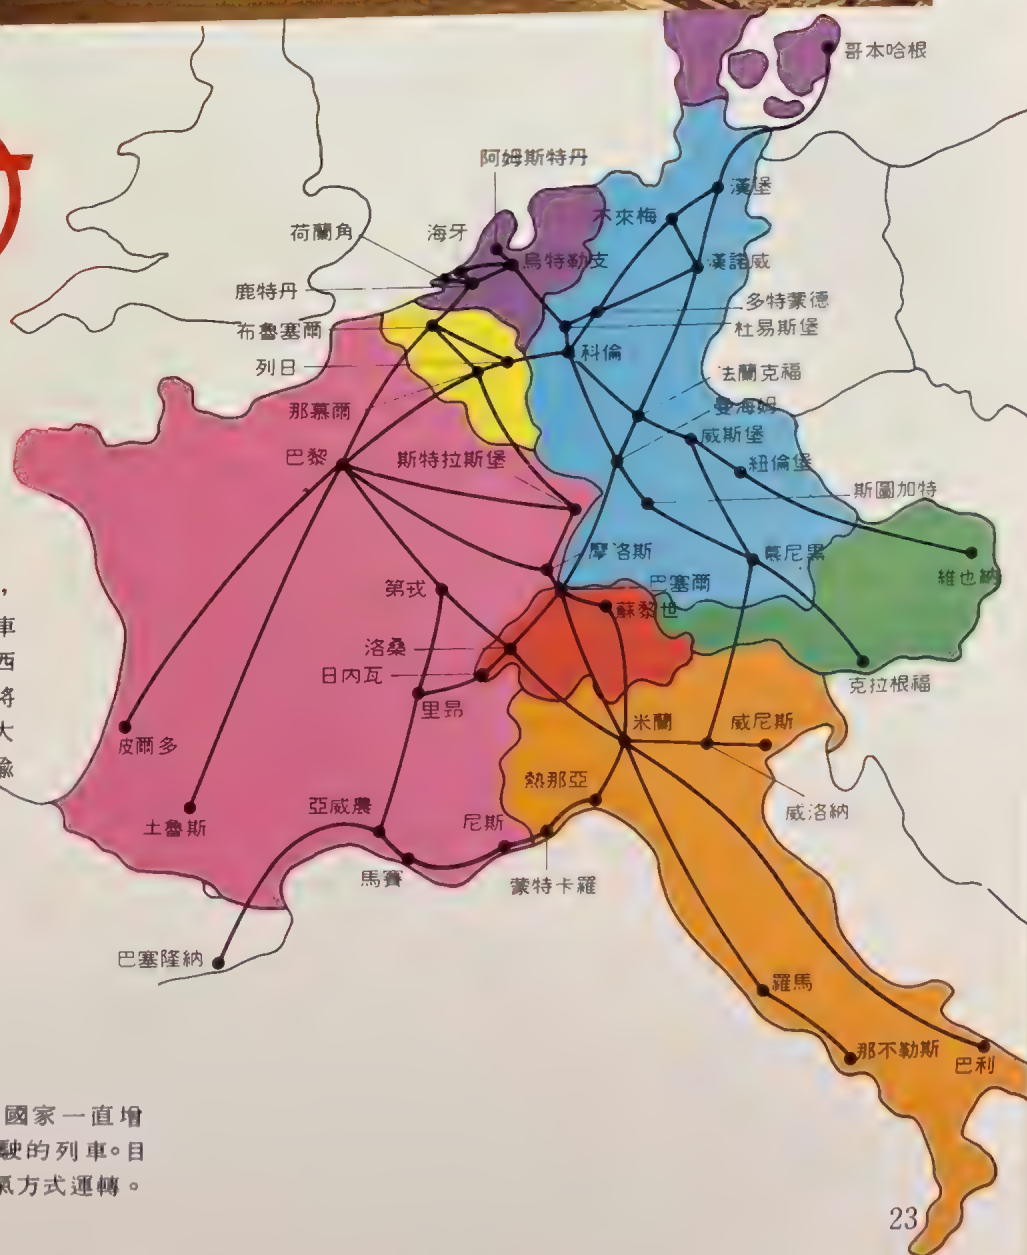 哥本哈根
阿姆斯特丹
漢堡
不來梅
荷蘭角
海牙
烏特勒支
漢諾威
鹿特丹
多特蒙德
布魯塞爾
杜易斯堡
科倫
列日
法蘭克福
那慕爾
曼海姆
威斯堡
巴黎
斯特拉斯堡
紐倫堡
斯圖加特
摩洛斯
慕尼黑
維也納
第戎
巴塞爾
蘇黎世
洛桑
日內瓦
克拉根福
里昂
米蘭
威尼斯
皮爾多
熱那亞
亞威農
尼斯
威洛納
土魯斯
馬賽
蒙特卡羅
巴塞隆納
羅馬
那不勒斯
巴利
,
車
西
將
大
輸
國家一直增
駛的列車。目
氣方式運轉。
23